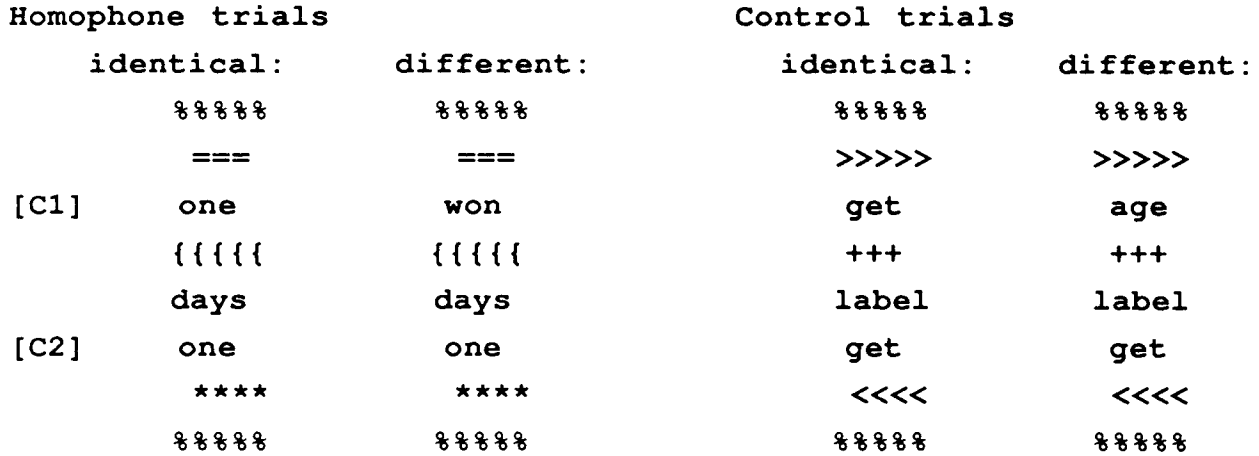 Homophone trials Control trials
identical: different: identical: different:
%%%%% %%%%% %%%%% %%%%%
=== === >>>>> >>>>>
[C1] one won get age
{{{{{ {{{{{ +++ +++
days days label label
[C2] one one get get
**** **** <<<< <<<<
%%%%% %%%%% %%%%% %%%%%